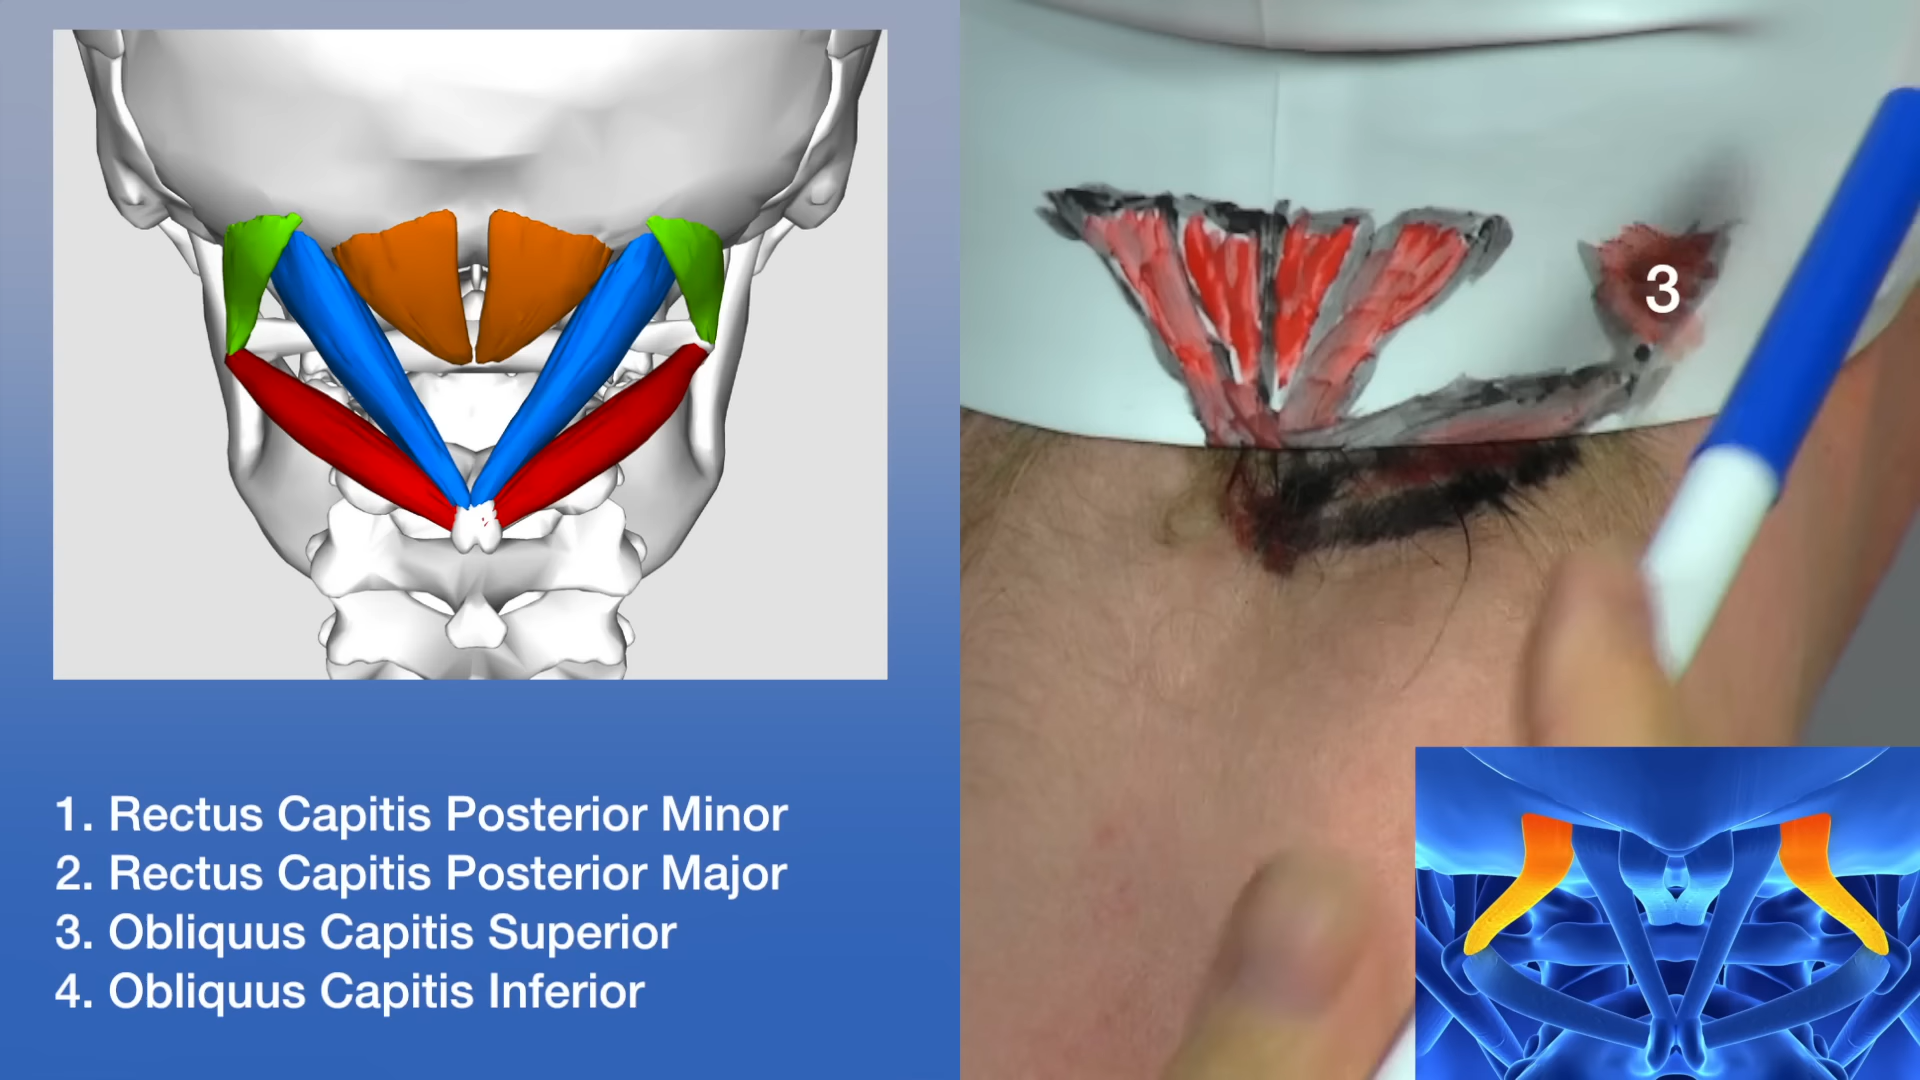 1. Rectus Capitis Posterior Minor
2. Rectus Capitis Posterior Major
3. Obliquus Capitis Superior
4. Obliquus Capitis Inferior
3